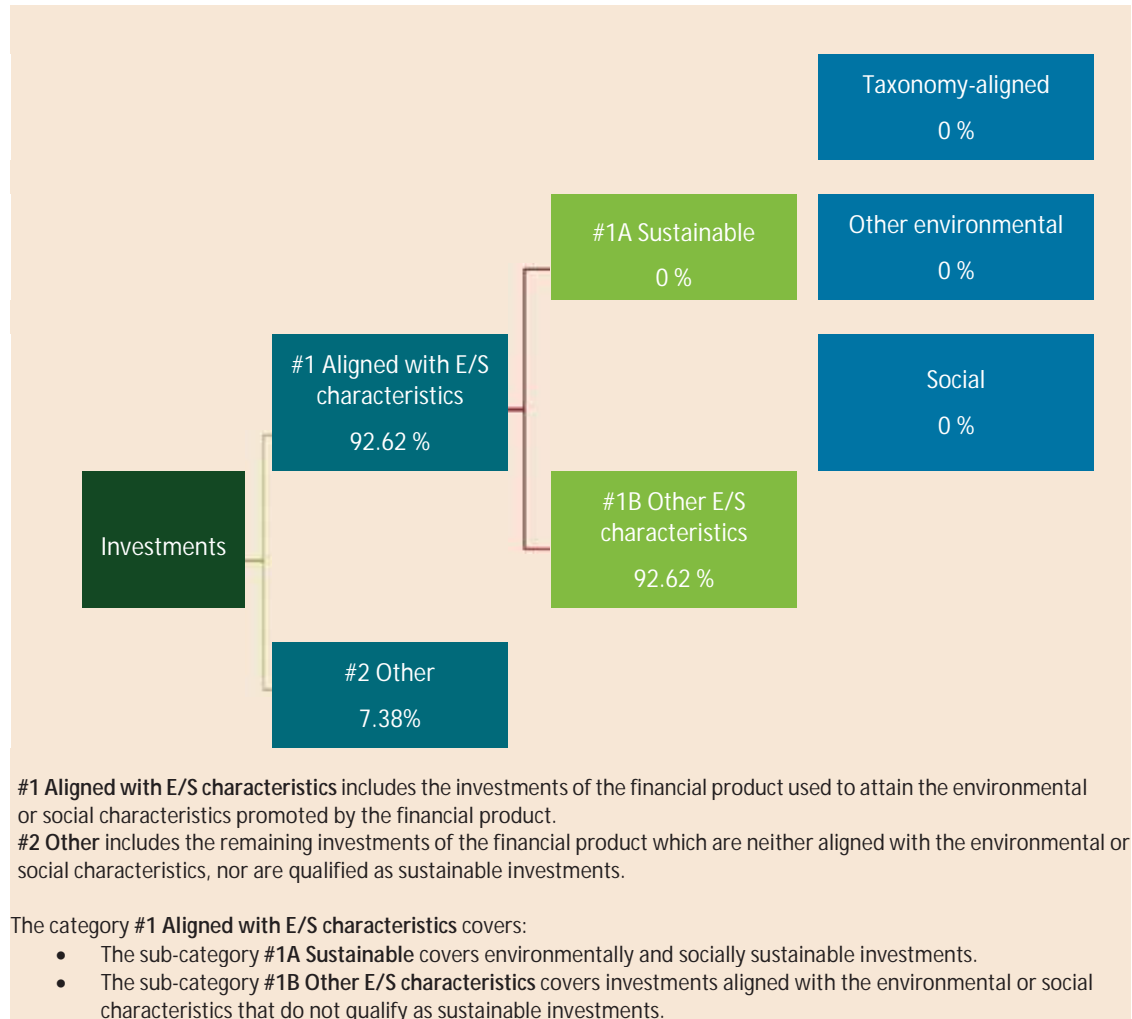 Taxonomy-aligned
0 %
#1A Sustainable
0 %
Other environmental
0 %
#1 Aligned with E/S
characteristics
92.62 %
Social
0 %
Investments
#1B Other E/S
characteristics
92.62 %
#2 Other
7.38%
#1 Aligned with E/S characteristics includes the investments of the financial product used to attain the environmental
or social characteristics promoted by the financial product.
#2 Other includes the remaining investments of the financial product which are neither aligned with the environmental or
social characteristics, nor are qualified as sustainable investments.
The category #1 Aligned with E/S characteristics covers:
• The sub-category #1A Sustainable covers environmentally and socially sustainable investments.
• The sub-category #1B Other E/S characteristics covers investments aligned with the environmental or social
characteristics that do not qualify as sustainable investments.